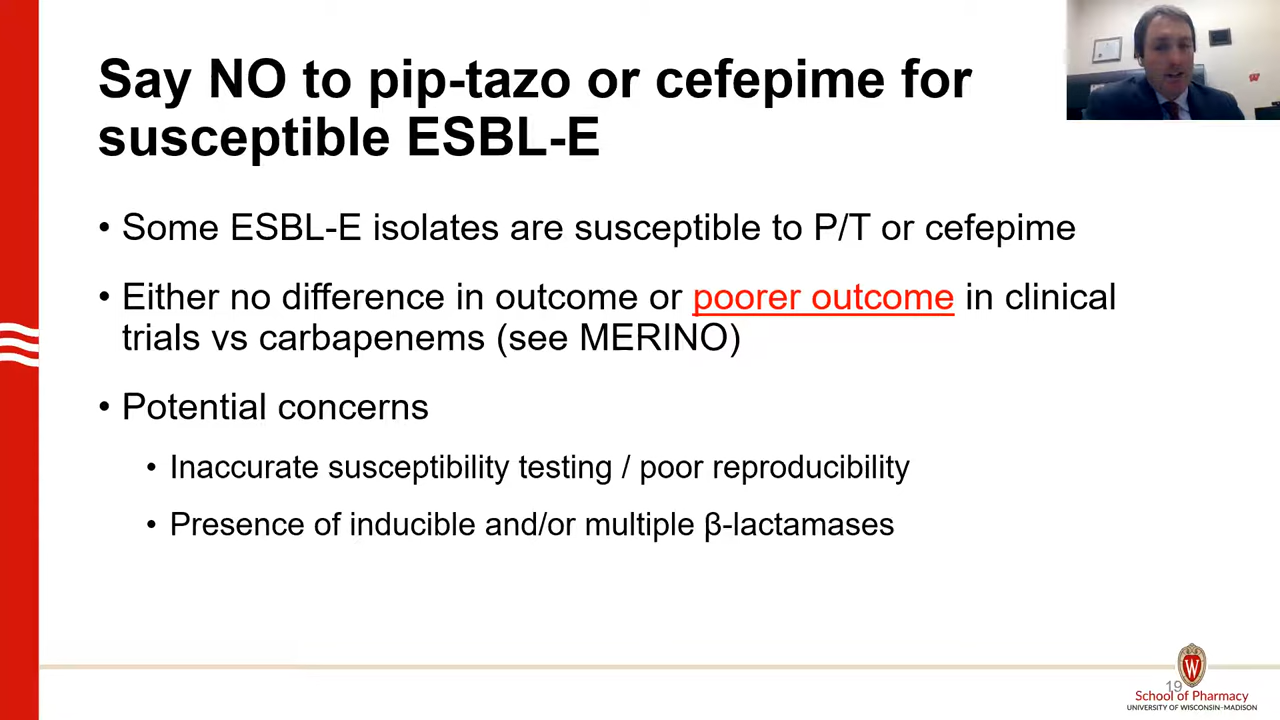 Say NO to pip-tazo or cefepime for
susceptible ESBL-E
• Some ESBL-E isolates are susceptible to P/T or cefepime
• Either no difference in outcome or poorer outcome in clinical
trials vs carbapenems (see MERINO)
• Potential concerns
• Inaccurate susceptibility testing / poor reproducibility
• Presence of inducible and/or multiple β-lactamases
W
19
School of Pharmacy
UNIVERSITY OF WISCONSIN-MADISON